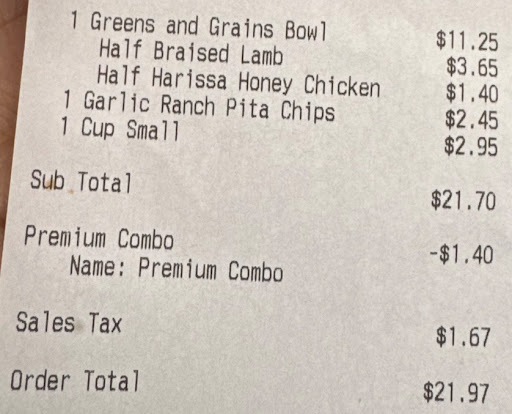 1 Greens and Grains Bowl $11.25
Half Braised Lamb $3.65
Half Harissa Honey Chicken $1.40
1 Garlic Ranch Pita Chips $2.45
1 Cup Small $2.95
Sub Total $21.70
Premium Combo -$1.40
Name: Premium Combo
Sales Tax $1.67
Order Total $21.97